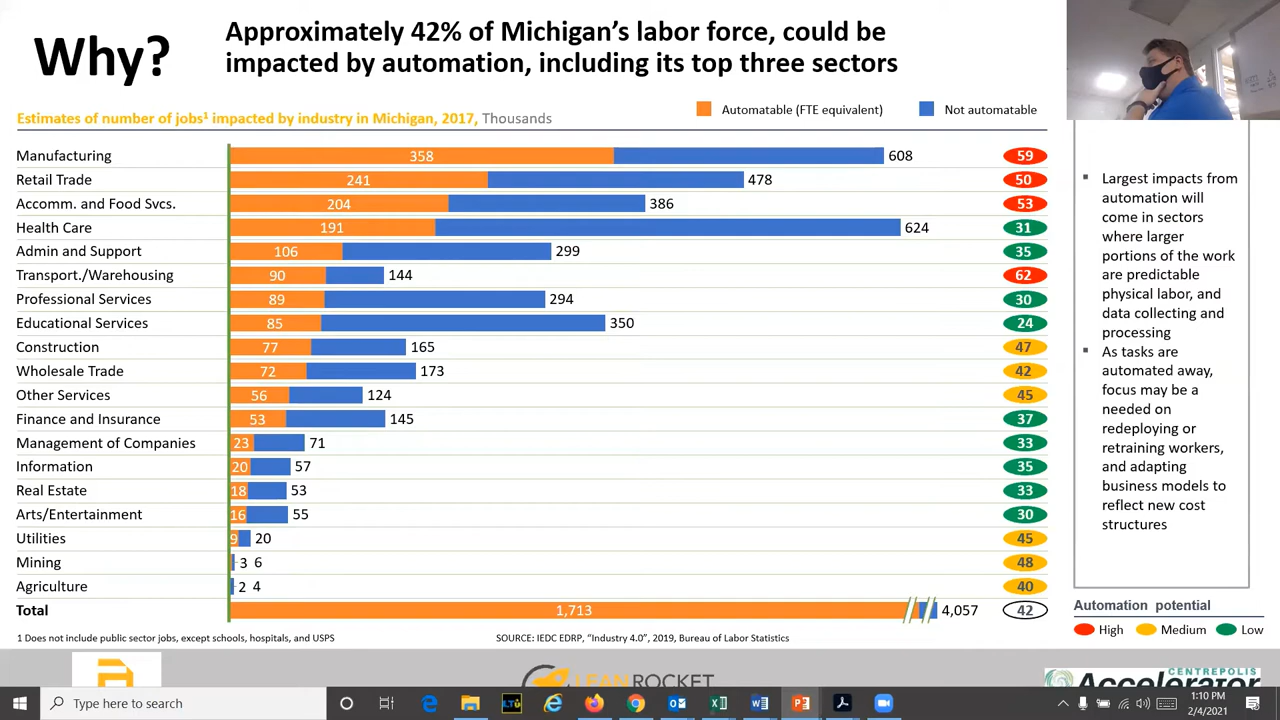 Why?
Approximately 42% of Michigan's labor force, could be
impacted by automation, including its top three sectors
Estimates of number of jobs1 impacted by industry in Michigan, 2017, Thousands
Automatable (FTE equivalent)
Not automatable
Manufacturing 358 608 59
Retail Trade 241 478 50
Accomm. and Food Svcs. 204 386 53
Health Care 191 624 31
Admin and Support 106 299 35
Transport./Warehousing 90 144 62
Professional Services 89 294 30
Educational Services 85 350 24
Construction 77 165 47
Wholesale Trade 72 173 42
Other Services 56 124 45
Finance and Insurance 53 145 37
Management of Companies 23 71 33
Information 20 57 35
Real Estate 18 53 33
Arts/Entertainment 16 55 30
Utilities 9 20 45
Mining 3 6 48
Agriculture 2 4 40
Total 1,713 4,057 42
▪ Largest impacts from
automation will
come in sectors
where larger
portions of the work
are predictable
physical labor, and
data collecting and
processing
▪ As tasks are
automated away,
focus may be a
needed on
redeploying or
retraining workers,
and adapting
business models to
reflect new cost
structures
Automation potential
High Medium Low
1 Does not include public sector jobs, except schools, hospitals, and USPS
SOURCE: IEDC EDRP, "Industry 4.0", 2019, Bureau of Labor Statistics
LEANROCKET
CENTREPOLIS
Accelerator
Type here to search
LTU
1:10 PM
2/4/2021